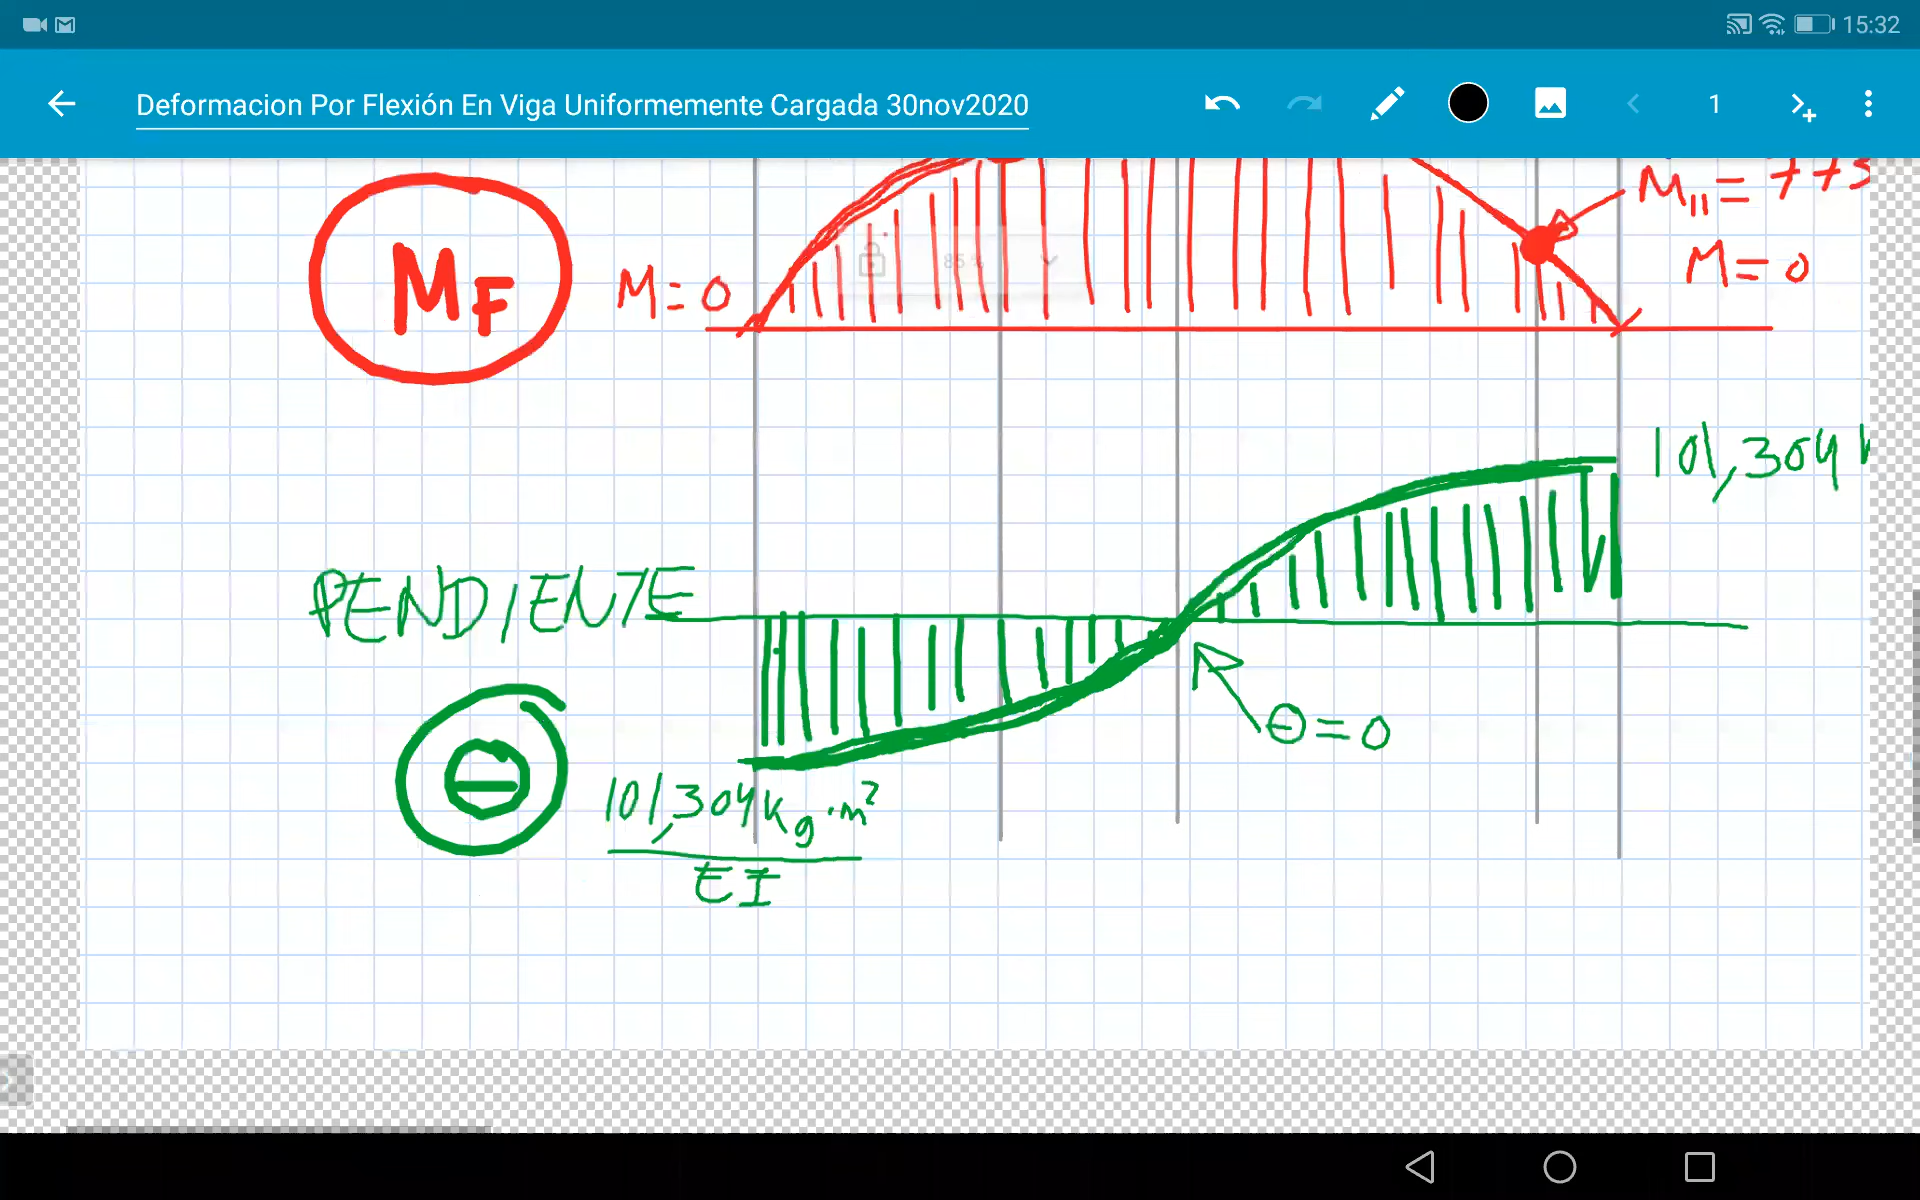 15:32
Deformacion Por Flexión En Viga Uniformemente Cargada 30nov2020
1
M₁₁ = +
MF
M=0
85 %
M=0
101,304
PENDIENTE
Θ=0
Θ
101,304 Kg·m²
EI